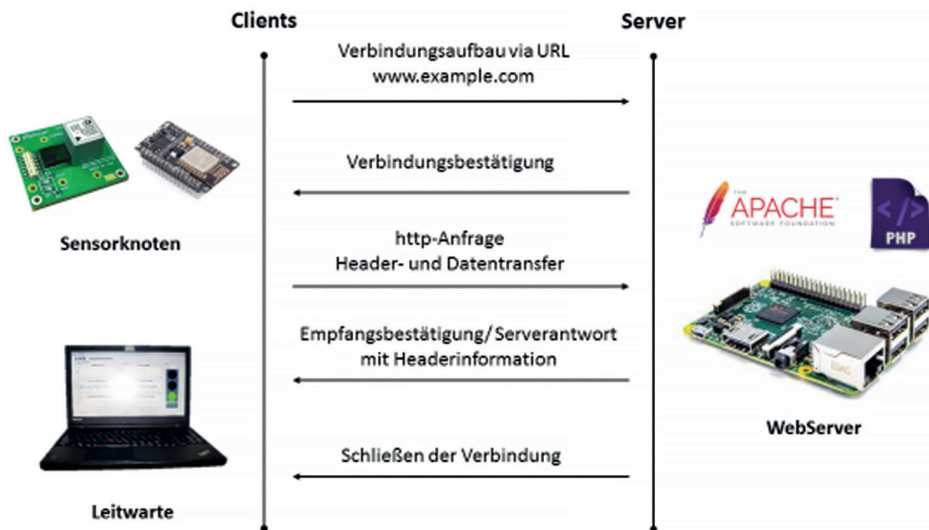 Clients
Server
Verbindungsaufbau via URL
www.example.com
Verbindungsbestätigung
Sensorknoten
THE
APACHE
SOFTWARE FOUNDATION
PHP
http-Anfrage
Header- und Datentransfer
Empfangsbestätigung/Serverantwort
mit Headerinformation
WebServer
Schließen der Verbindung
Leitwarte